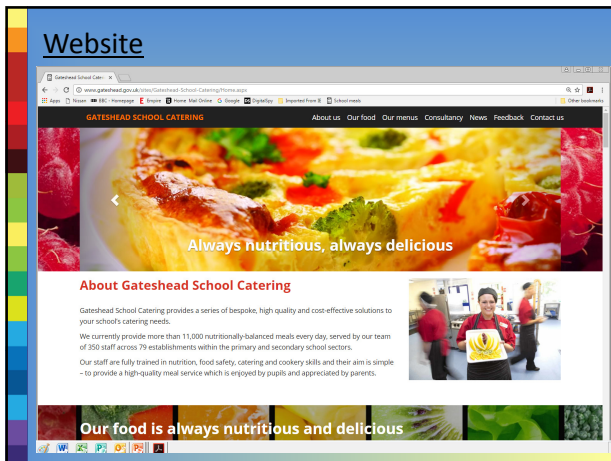 Website
Gateshead School Cater
www.gateshead.gov.uk/sites/Gateshead-School-Catering/Home.aspx
Apps Nissan BBC - Homepage Empire Home Mail Online Google DigitalSpy Imported From IE School meals Other bookmarks
GATESHEAD SCHOOL CATERING About us Our food Our menus Consultancy News Feedback Contact us
Always nutritious, always delicious
About Gateshead School Catering
Gateshead School Catering provides a series of bespoke, high quality and cost-effective solutions to
your school's catering needs.
We currently provide more than 11,000 nutritionally-balanced meals every day, served by our team
of 350 staff across 79 establishments within the primary and secondary school sectors.
Our staff are fully trained in nutrition, food safety, catering and cookery skills and their aim is simple
– to provide a high-quality meal service which is enjoyed by pupils and appreciated by parents.
Our food is always nutritious and delicious